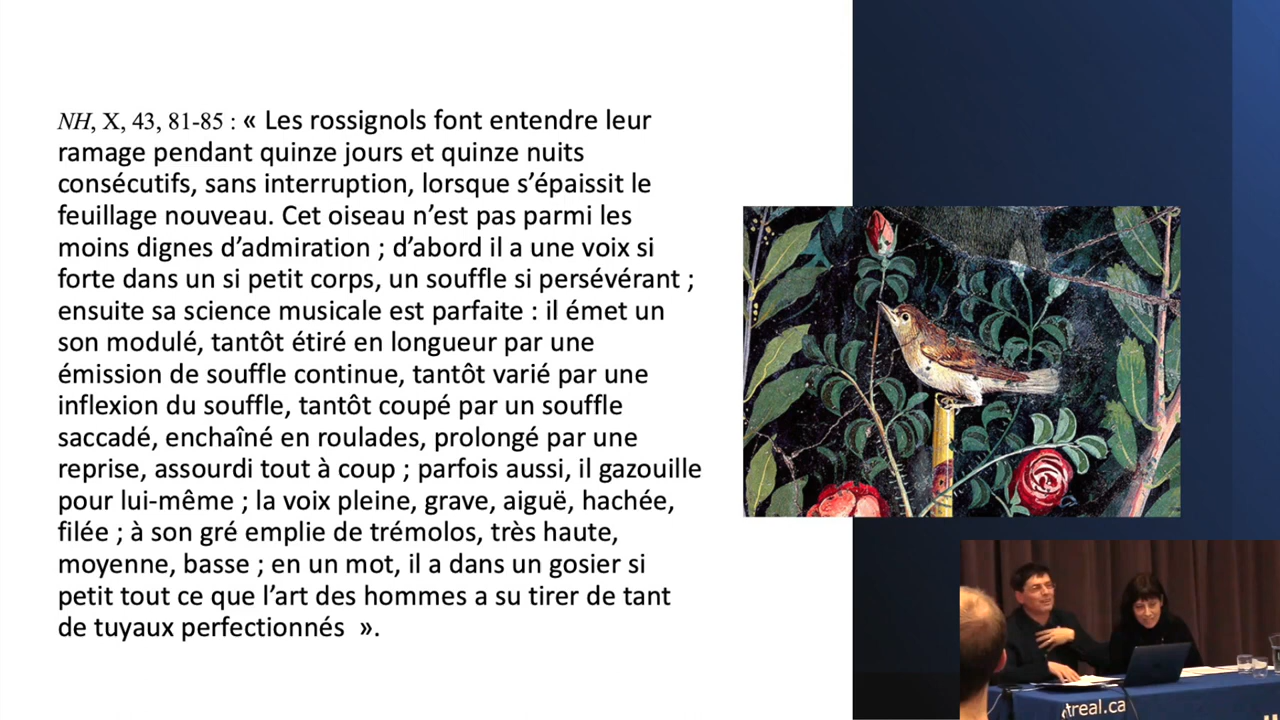 NH, X, 43, 81-85 : « Les rossignols font entendre leur
ramage pendant quinze jours et quinze nuits
consécutifs, sans interruption, lorsque s’épaissit le
feuillage nouveau. Cet oiseau n’est pas parmi les
moins dignes d’admiration ; d’abord il a une voix si
forte dans un si petit corps, un souffle si persévérant ;
ensuite sa science musicale est parfaite : il émet un
son modulé, tantôt étiré en longueur par une
émission de souffle continue, tantôt varié par une
inflexion du souffle, tantôt coupé par un souffle
saccadé, enchaîné en roulades, prolongé par une
reprise, assourdi tout à coup ; parfois aussi, il gazouille
pour lui-même ; la voix pleine, grave, aiguë, hachée,
filée ; à son gré emplie de trémolos, très haute,
moyenne, basse ; en un mot, il a dans un gosier si
petit tout ce que l’art des hommes a su tirer de tant
de tuyaux perfectionnés ».
treal.ca